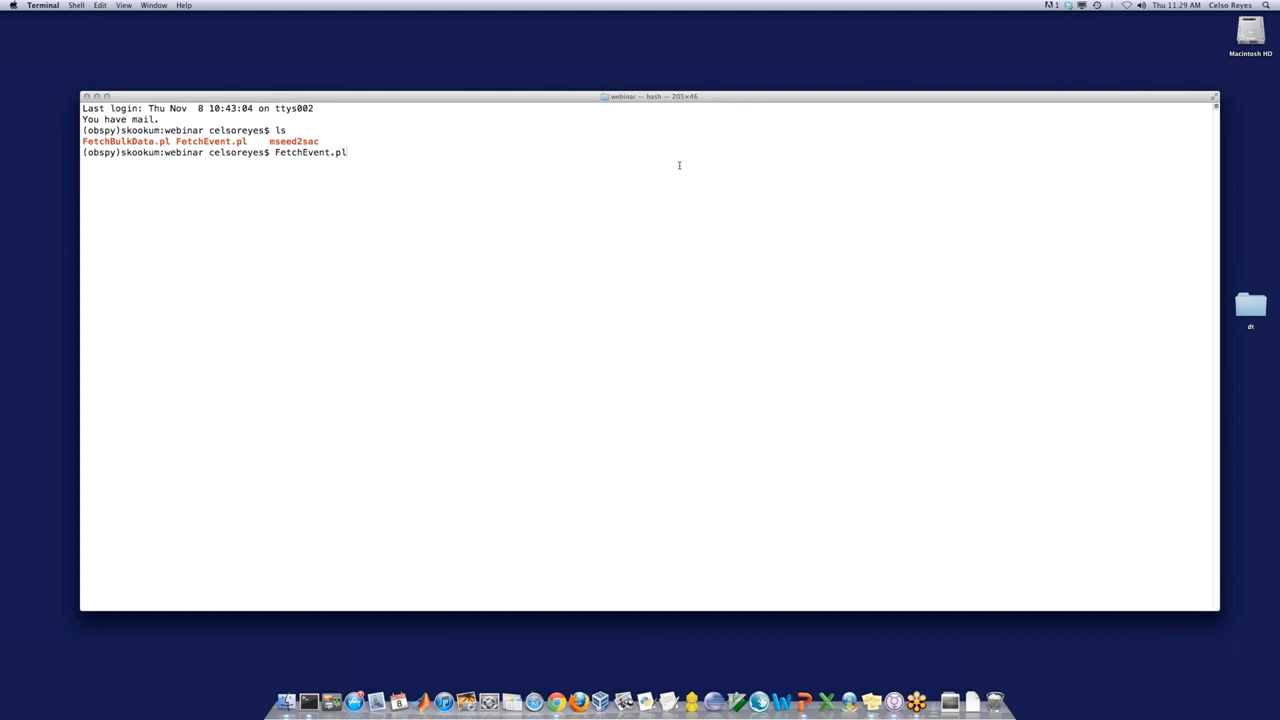 Terminal Shell Edit View Window Help
1 Thu 11:29 AM Celso Reyes
Macintosh HD
webinar — bash — 205×46
Last login: Thu Nov  8 10:43:04 on ttys002
You have mail.
(obspy)skookum:webinar celsoreyes$ ls
FetchBulkData.pl FetchEvent.pl    mseed2sac
(obspy)skookum:webinar celsoreyes$ FetchEvent.pl
dt
8